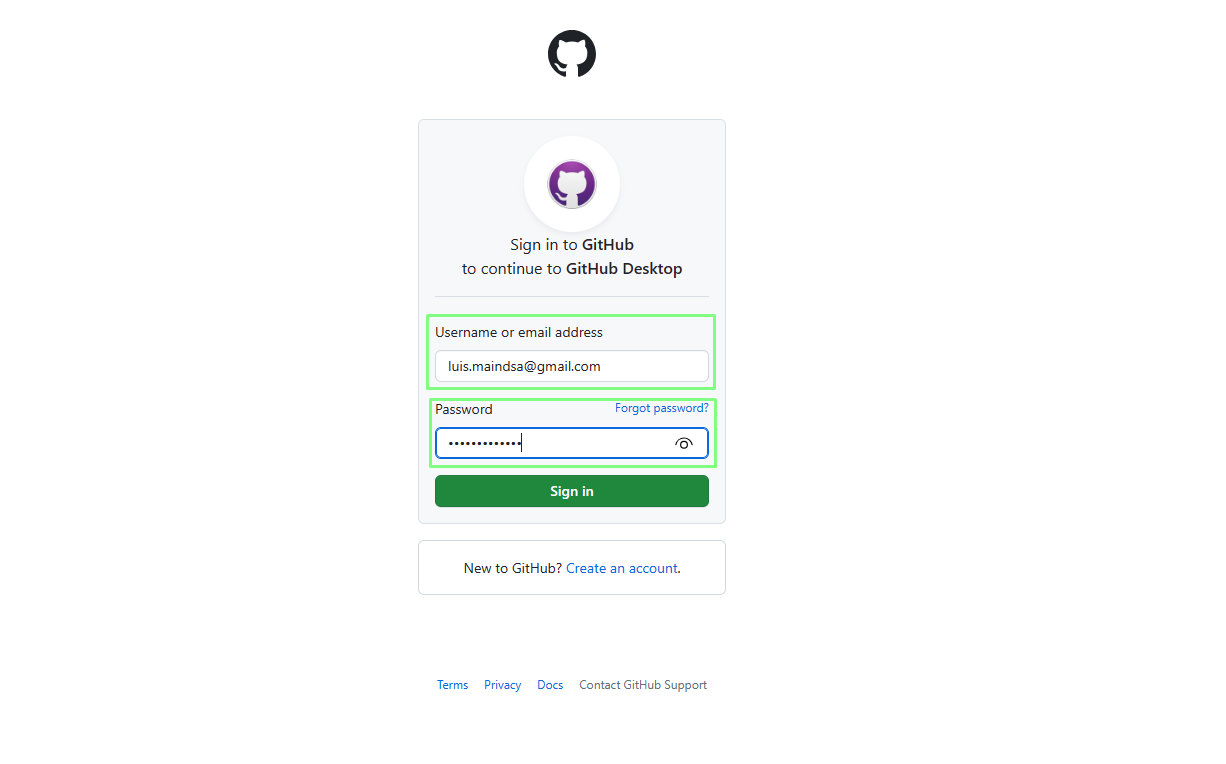 Sign in to GitHub
to continue to GitHub Desktop
Username or email address
luis.maindsa@gmail.com
Password Forgot password?
•••••••••••••
Sign in
New to GitHub? Create an account.
Terms Privacy Docs Contact GitHub Support